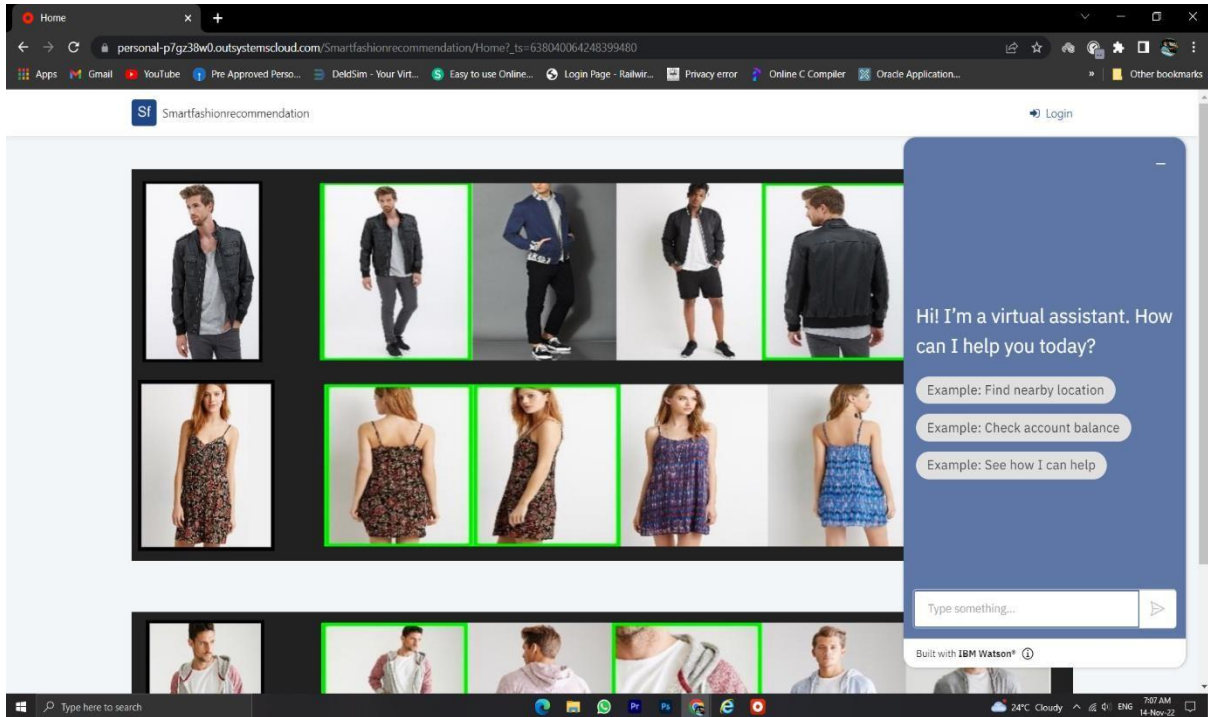 Home
personal-p7gz38w0.outsystemscloud.com/Smartfashionrecommendation/Home?_ts=638040064248399480
Apps Gmail YouTube Pre Approved Perso... DeldSim - Your Virt... Easy to use Online... Login Page - Railwir... Privacy error Online C Compiler Oracle Application... » Other bookmarks
Sf Smartfashionrecommendation Login
Hi! I'm a virtual assistant. How
can I help you today?
Example: Find nearby location
Example: Check account balance
Example: See how I can help
Type something...
Built with IBM Watson®
Type here to search Pr Ps 24°C Cloudy ENG 7:07 AM
14-Nov-22